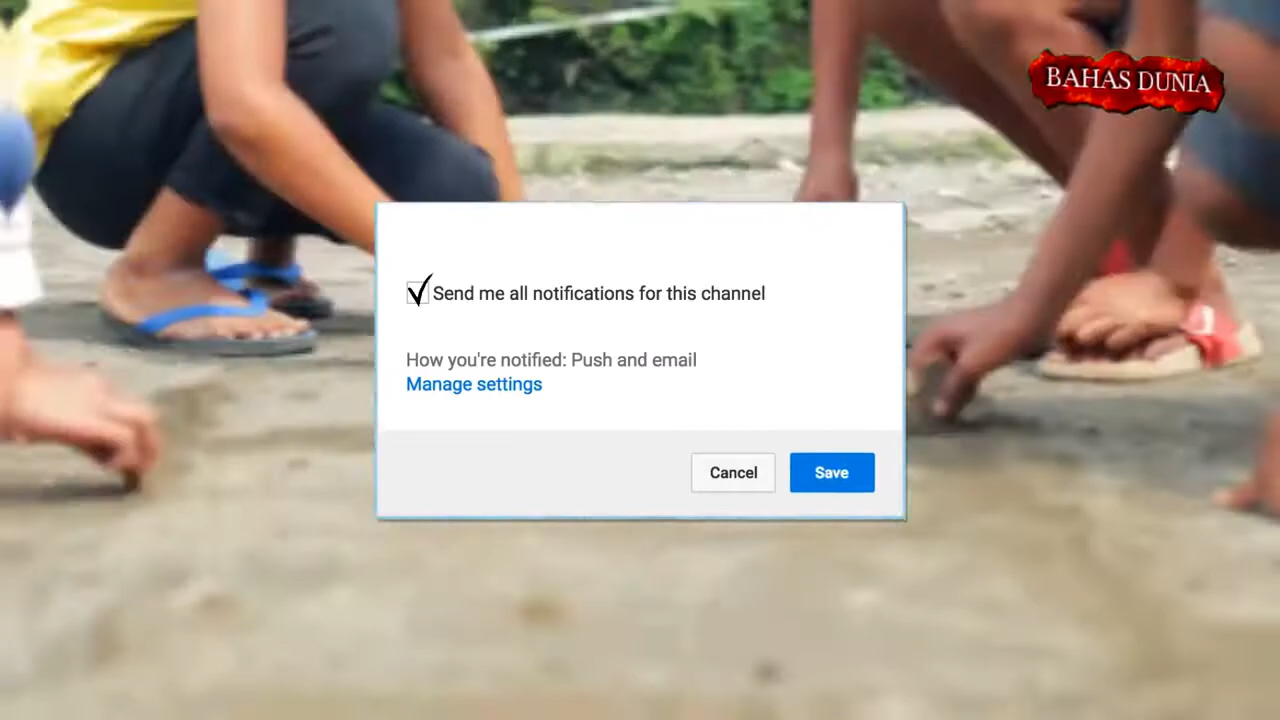 BAHAS DUNIA
Send me all notifications for this channel
How you're notified: Push and email
Manage settings
Cancel
Save